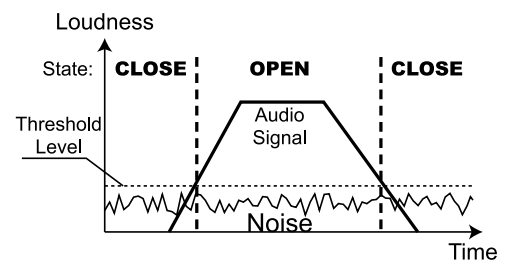 Loudness
State: CLOSE OPEN CLOSE
Audio
Signal
Threshold
Level
Noise
Time